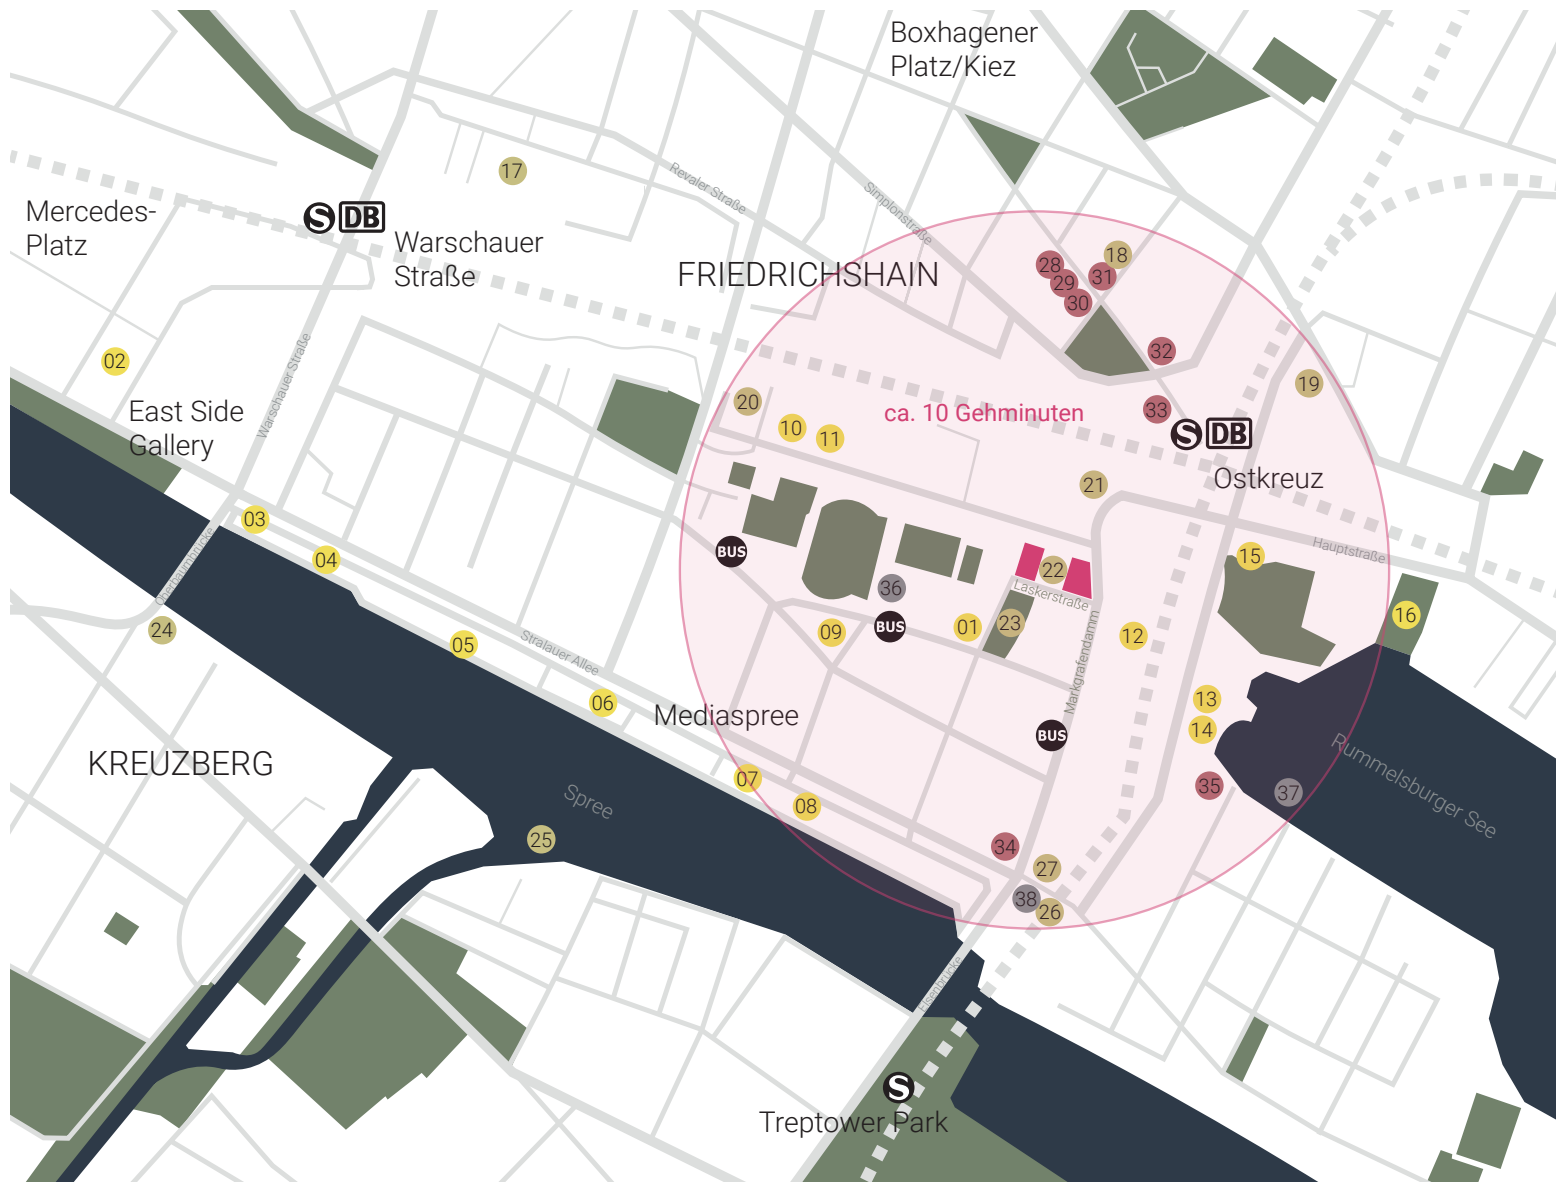 Boxhagener
Platz/Kiez
17
Revaler Straße
Simplonstraße
Mercedes-
Platz
S DB
Warschauer
Straße
FRIEDRICHSHAIN
18
28
31
29
30
32
02
19
Warschauer Straße
East Side
Gallery
20
10
11
ca. 10 Gehminuten
33
S DB
Ostkreuz
21
03
04
Oberbaumbrücke
BUS
36
22
Laskerstraße
15
Hauptstraße
16
24
05
Stralauer Allee
09
BUS
01
23
12
Markgrafendamm
06
Mediaspree
13
14
BUS
KREUZBERG
07
08
35
37
Rummelsburger See
Spree
25
34
27
38
26
Elsenbrücke
S
Treptower Park